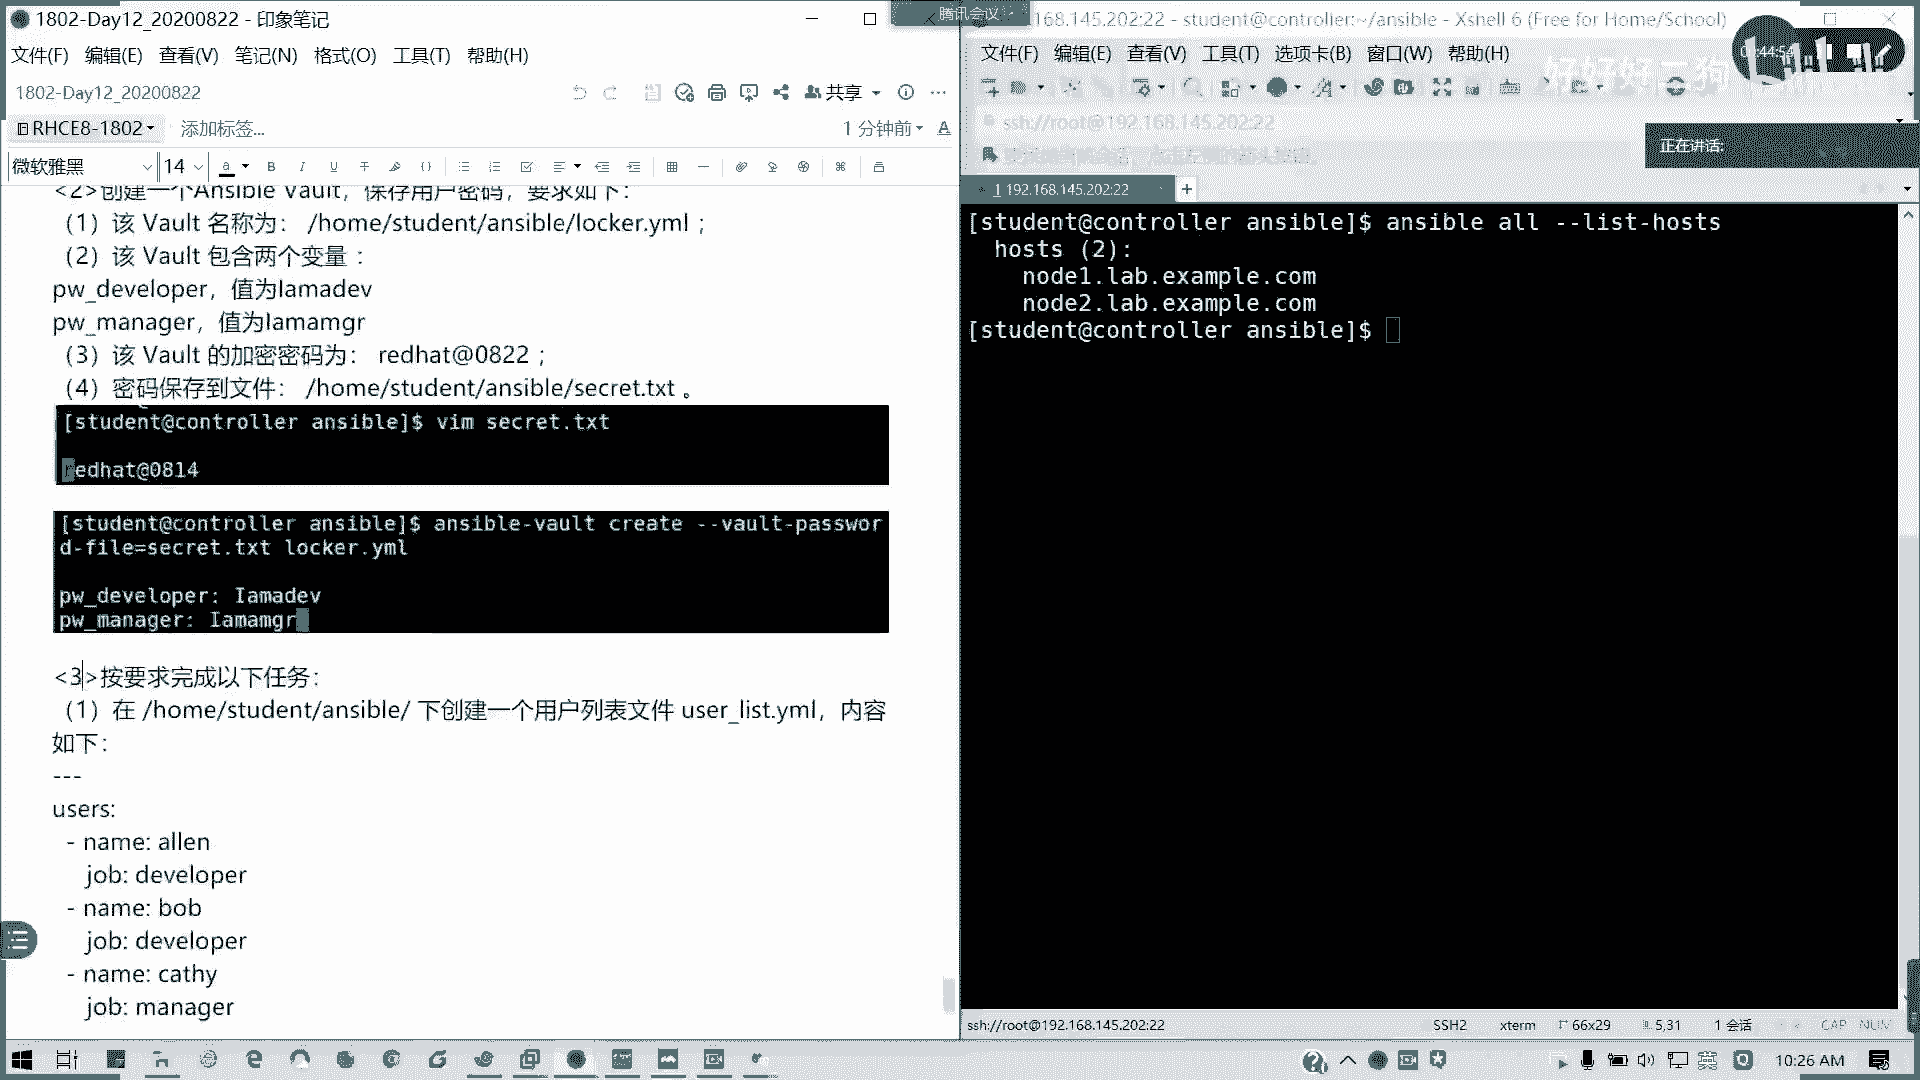 1802-Day12_20200822 - 印象笔记
文件(F) 编辑(E) 查看(V) 笔记(N) 格式(O) 工具(T) 帮助(H)
1802-Day12_20200822
共享
RHCE8-1802
添加标签...
1 分钟前
微软雅黑 14
<2>创建一个Ansible Vault，保存用户密码，要求如下：
（1）该 Vault 名称为： /home/student/ansible/locker.yml ；
（2）该 Vault 包含两个变量 ：
pw_developer，值为Iamadev
pw_manager，值为Iamamgr
（3）该 Vault 的加密密码为： redhat@0822 ；
（4）密码保存到文件： /home/student/ansible/secret.txt 。
[student@controller ansible]$ vim secret.txt
redhat@0814
[student@controller ansible]$ ansible-vault create --vault-passwor
d-file=secret.txt locker.yml
pw_developer: Iamadev
pw_manager: Iamamgr
<3>按要求完成以下任务：
（1）在 /home/student/ansible/ 下创建一个用户列表文件 user_list.yml，内容
如下：
---
users:
- name: allen
job: developer
- name: bob
job: developer
- name: cathy
job: manager
腾讯会议
168.145.202:22 - student@controller:~/ansible - Xshell 6 (Free for Home/School)
文件(F) 编辑(E) 查看(V) 工具(T) 选项卡(B) 窗口(W) 帮助(H)
ssh://root@192.168.145.202:22
正在讲话:
1 192.168.145.202:22
[student@controller ansible]$ ansible all --list-hosts
hosts (2):
node1.lab.example.com
node2.lab.example.com
[student@controller ansible]$
ssh://root@192.168.145.202:22 SSH2 xterm 66x29 5,31 1 会话 CAP NUM
英 10:26 AM